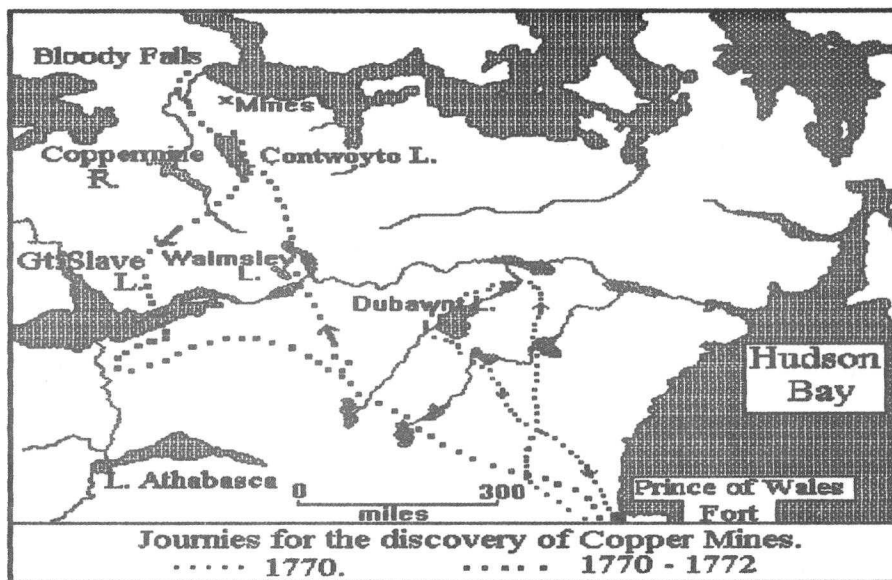 Bloody Falls
Mines
Coppermine
R.
Contwoyto L.
Gt. Slave
L.
Walmsley
L.
Dubawnt L.
Hudson
Bay
L. Athabasca
0 300
miles
Prince of Wales
Fort
Journies for the discovery of Copper Mines.
1770. 1770 - 1772